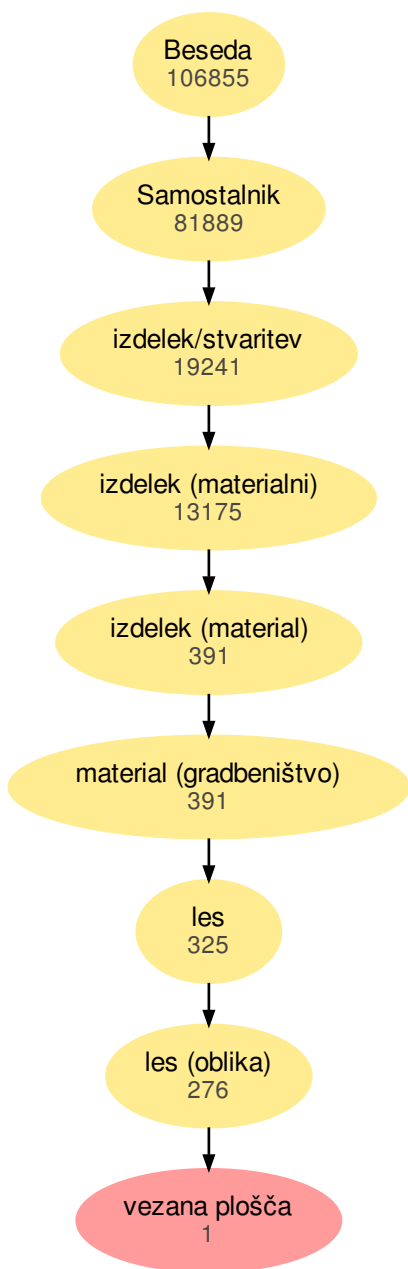 Beseda
106855
Samostalnik
81889
izdelek/stvaritev
19241
izdelek (materialni)
13175
izdelek (material)
391
material (gradbeništvo)
391
les
325
les (oblika)
276
vezana plošča
1